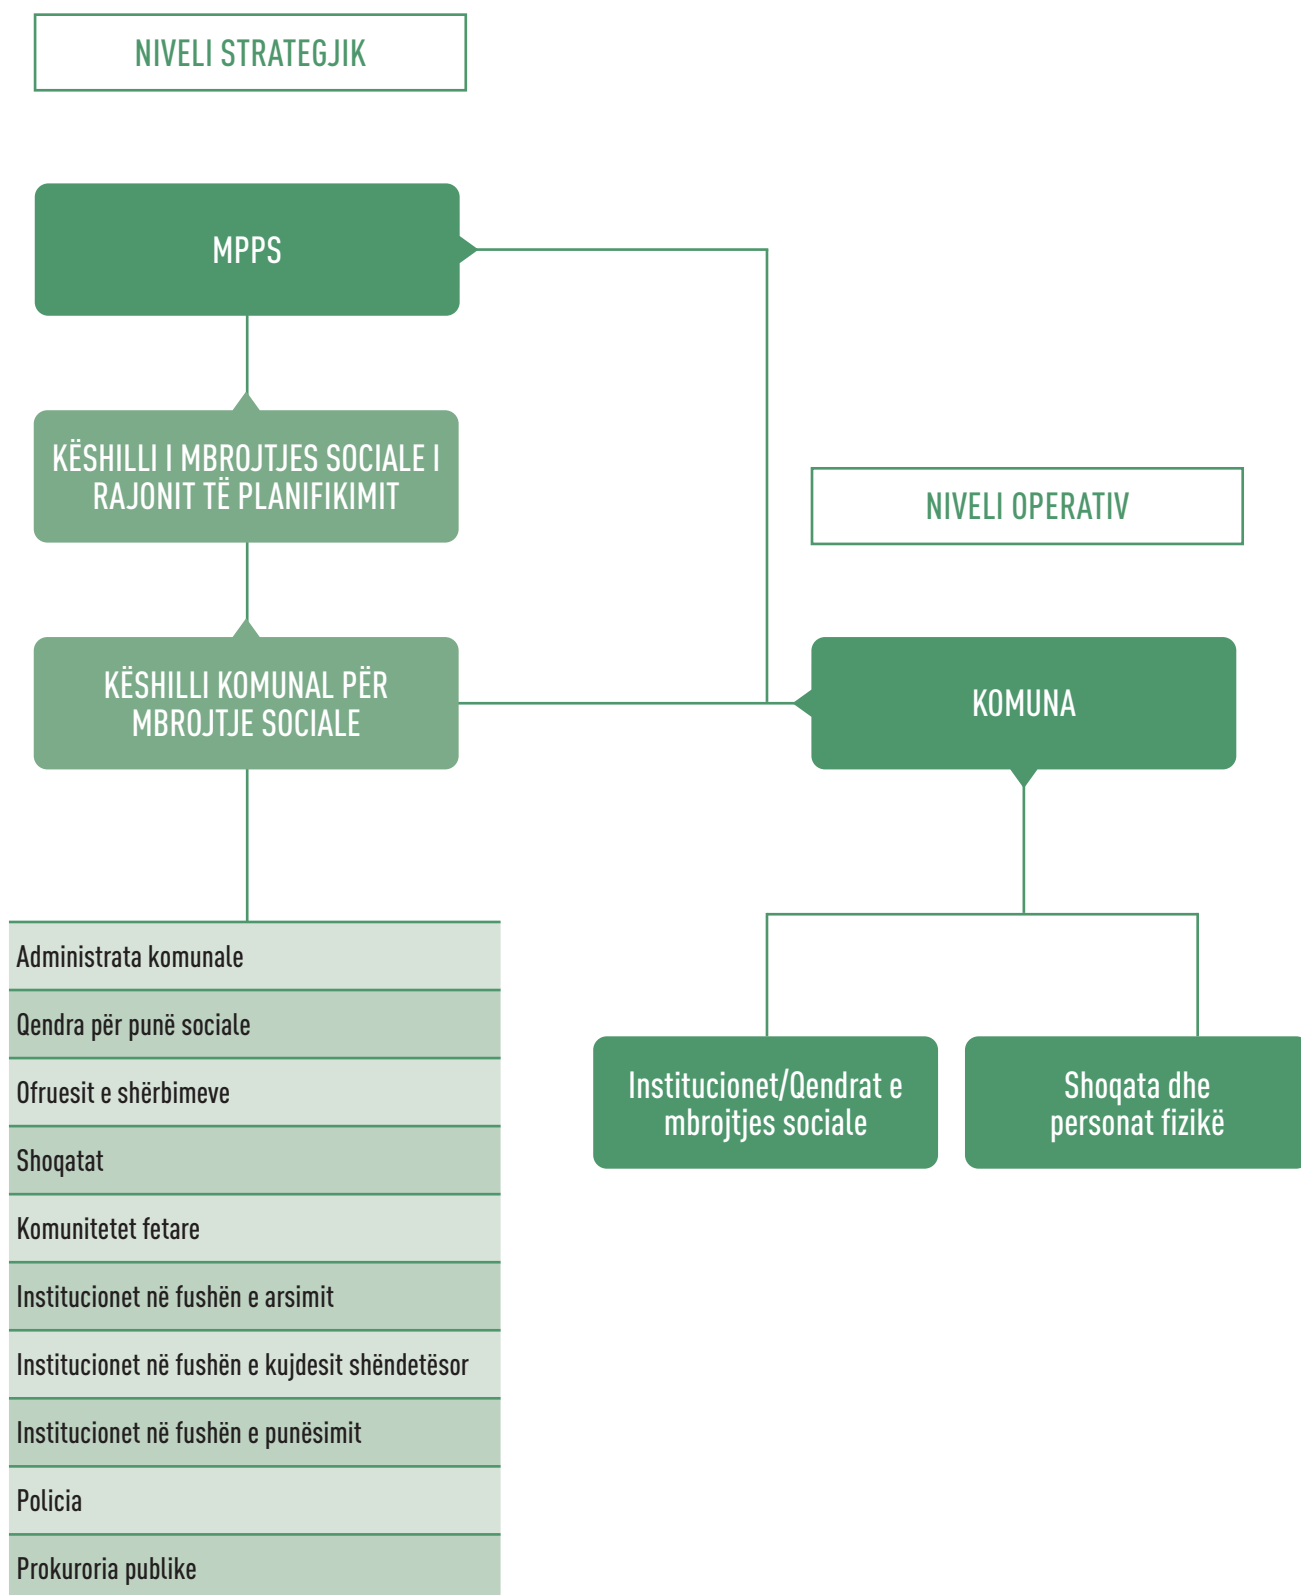 NIVELI STRATEGJIK
MPPS
KËSHILLI I MBROJTJES SOCIALE I
RAJONIT TË PLANIFIKIMIT
KËSHILLI KOMUNAL PËR
MBROJTJE SOCIALE
Administrata komunale
Qendra për punë sociale
Ofruesit e shërbimeve
Shoqatat
Komunitetet fetare
Institucionet në fushën e arsimit
Institucionet në fushën e kujdesit shëndetësor
Institucionet në fushën e punësimit
Policia
Prokuroria publike
NIVELI OPERATIV
KOMUNA
Institucionet/Qendrat e
mbrojtjes sociale
Shoqata dhe
personat fizikë